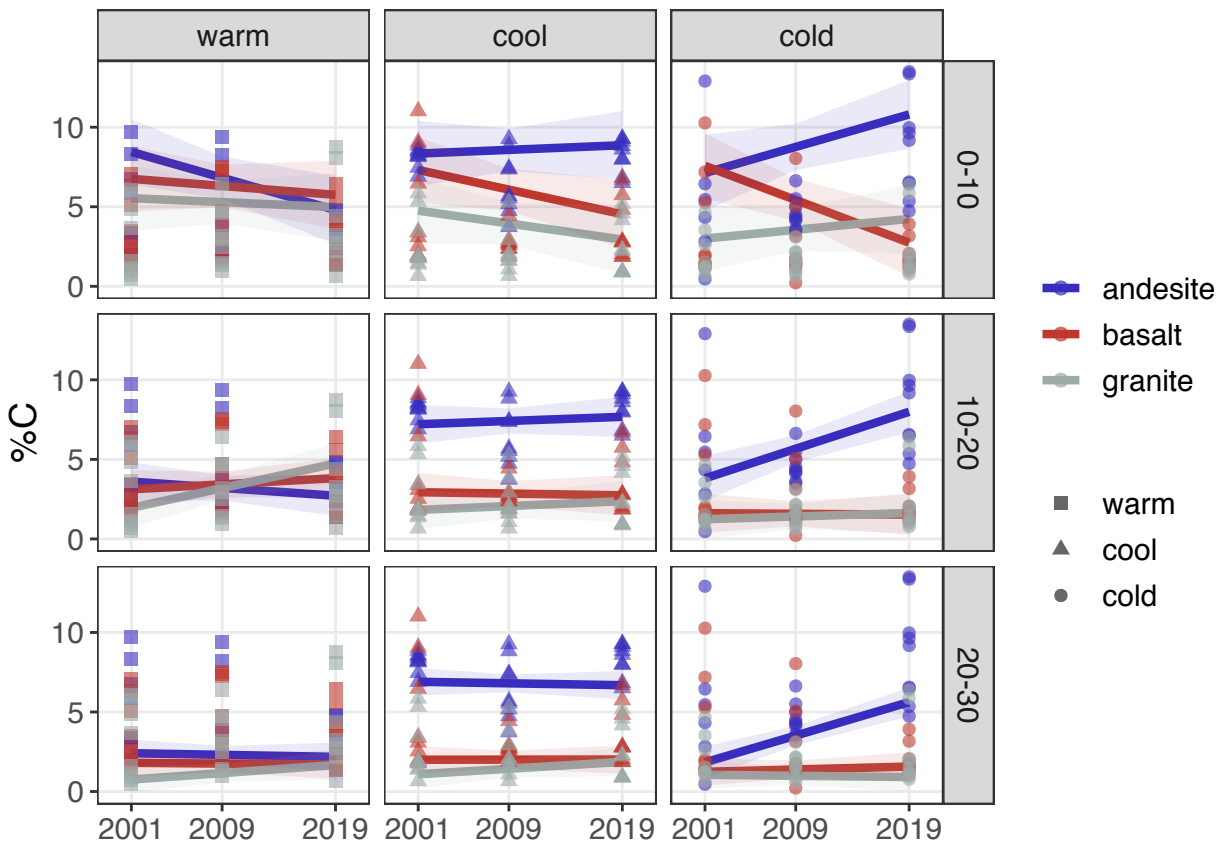 warm cool cold
10
5
0
0-10
10
5
0
10-20
10
5
0
20-30
%C
2001 2009 2019 2001 2009 2019 2001 2009 2019
andesite
basalt
granite
warm
cool
cold